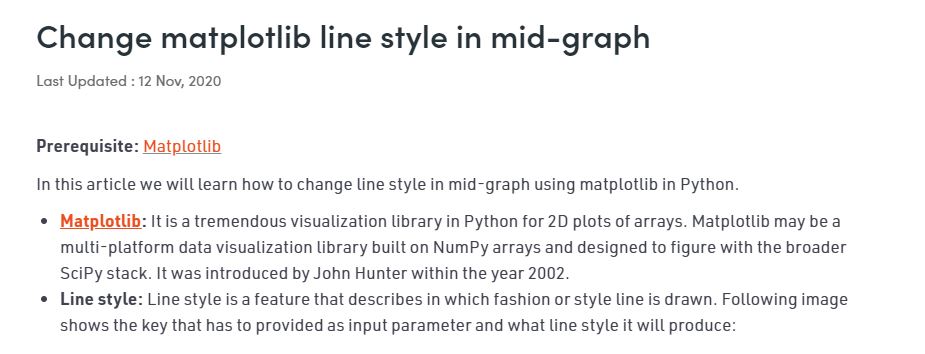 Change matplotlib line style in mid-graph
Last Updated : 12 Nov, 2020
Prerequisite: Matplotlib
In this article we will learn how to change line style in mid-graph using matplotlib in Python.
• Matplotlib: It is a tremendous visualization library in Python for 2D plots of arrays. Matplotlib may be a
multi-platform data visualization library built on NumPy arrays and designed to figure with the broader
SciPy stack. It was introduced by John Hunter within the year 2002.
• Line style: Line style is a feature that describes in which fashion or style line is drawn. Following image
shows the key that has to provided as input parameter and what line style it will produce: